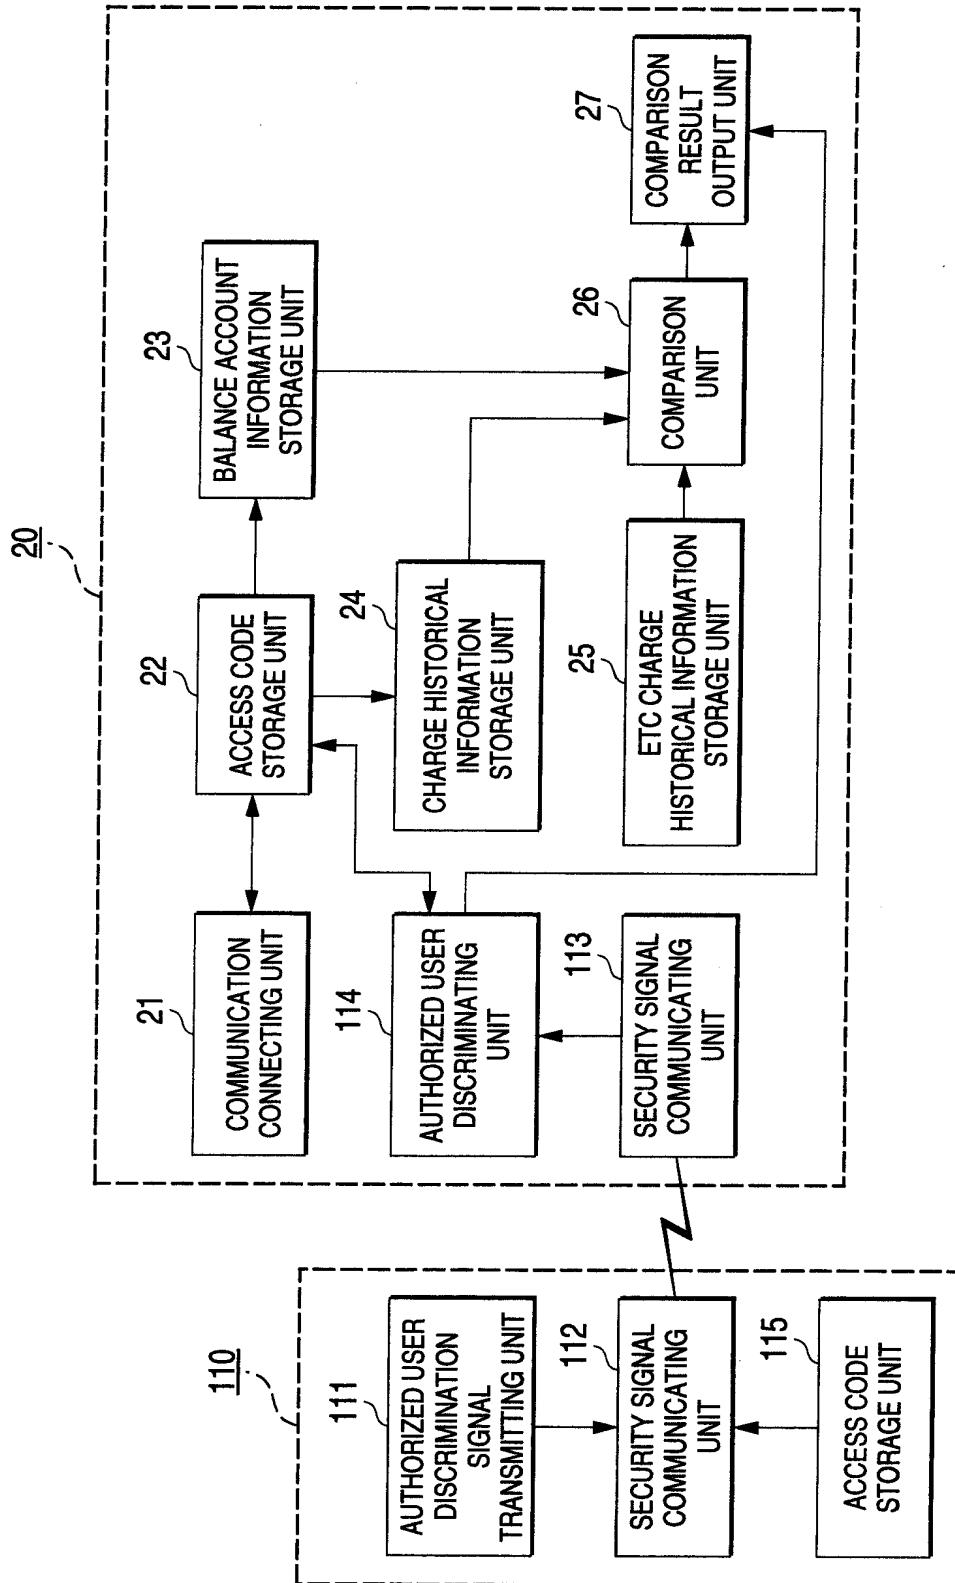 20
21
COMMUNICATION
CONNECTING UNIT
22
ACCESS CODE
STORAGE UNIT
23
BALANCE ACCOUNT
INFORMATION
STORAGE UNIT
114
AUTHORIZED USER
DISCRIMINATING
UNIT
24
CHARGE HISTORICAL
INFORMATION
STORAGE UNIT
113
SECURITY SIGNAL
COMMUNICATING
UNIT
25
ETC CHARGE
HISTORICAL INFORMATION
STORAGE UNIT
26
COMPARISON
UNIT
27
COMPARISON
RESULT
OUTPUT UNIT
110
111
AUTHORIZED USER
DISCRIMINATION
SIGNAL
TRANSMITTING UNIT
112
SECURITY SIGNAL
COMMUNICATING
UNIT
115
ACCESS CODE
STORAGE UNIT